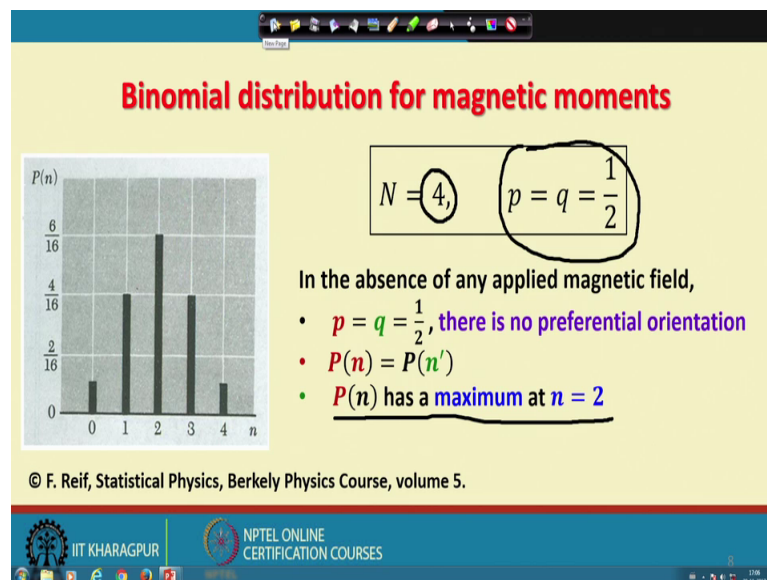 New Page
Binomial distribution for magnetic moments
P(n)
6
16
4
16
2
16
0
0 1 2 3 4 n
N = 4, p = q = 1/2
In the absence of any applied magnetic field,
• p = q = 1/2, there is no preferential orientation
• P(n) = P(n′)
• P(n) has a maximum at n = 2
© F. Reif, Statistical Physics, Berkely Physics Course, volume 5.
IIT KHARAGPUR
NPTEL ONLINE
CERTIFICATION COURSES
8
17:06